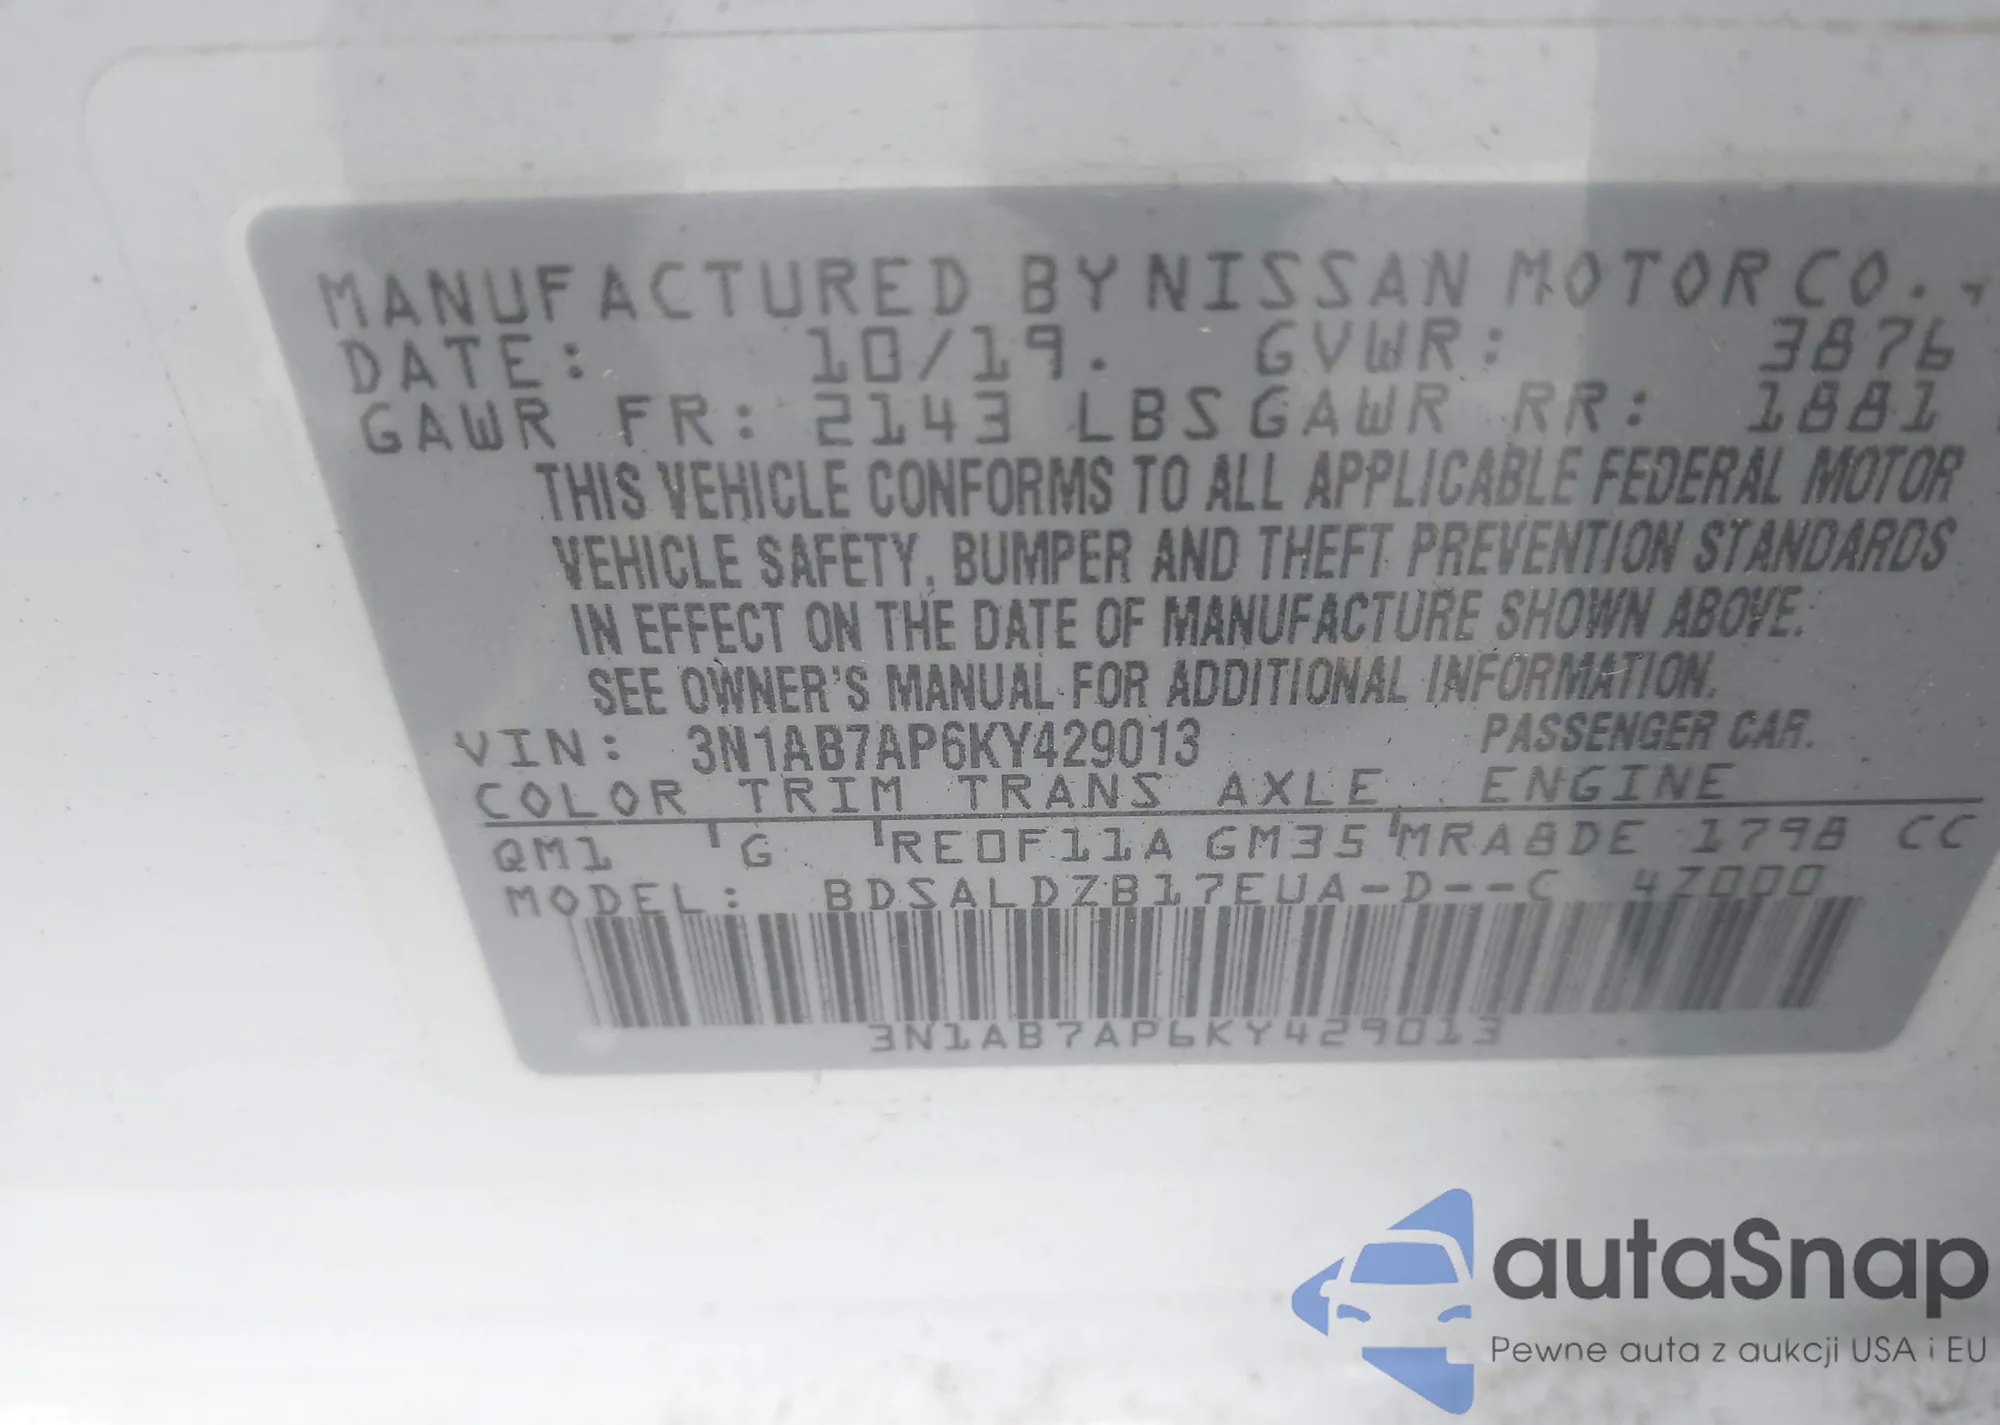 MANUFACTURED BY NISSAN MOTOR CO.,
DATE: 10/19. GVWR: 3876
GAWR FR: 2143 LBS GAWR RR: 1881
THIS VEHICLE CONFORMS TO ALL APPLICABLE FEDERAL MOTOR
VEHICLE SAFETY, BUMPER AND THEFT PREVENTION STANDARDS
IN EFFECT ON THE DATE OF MANUFACTURE SHOWN ABOVE.
SEE OWNER'S MANUAL FOR ADDITIONAL INFORMATION.
VIN: 3N1AB7AP6KY429013 PASSENGER CAR.
COLOR TRIM TRANS AXLE ENGINE
QM1 G RE0F11A GM35 MRA8DE 1798 CC
MODEL: BDSALDZB17EUA-D--C 4Z000
3N1AB7AP6KY429013
autaSnap
Pewne auta z aukcji USA i EU